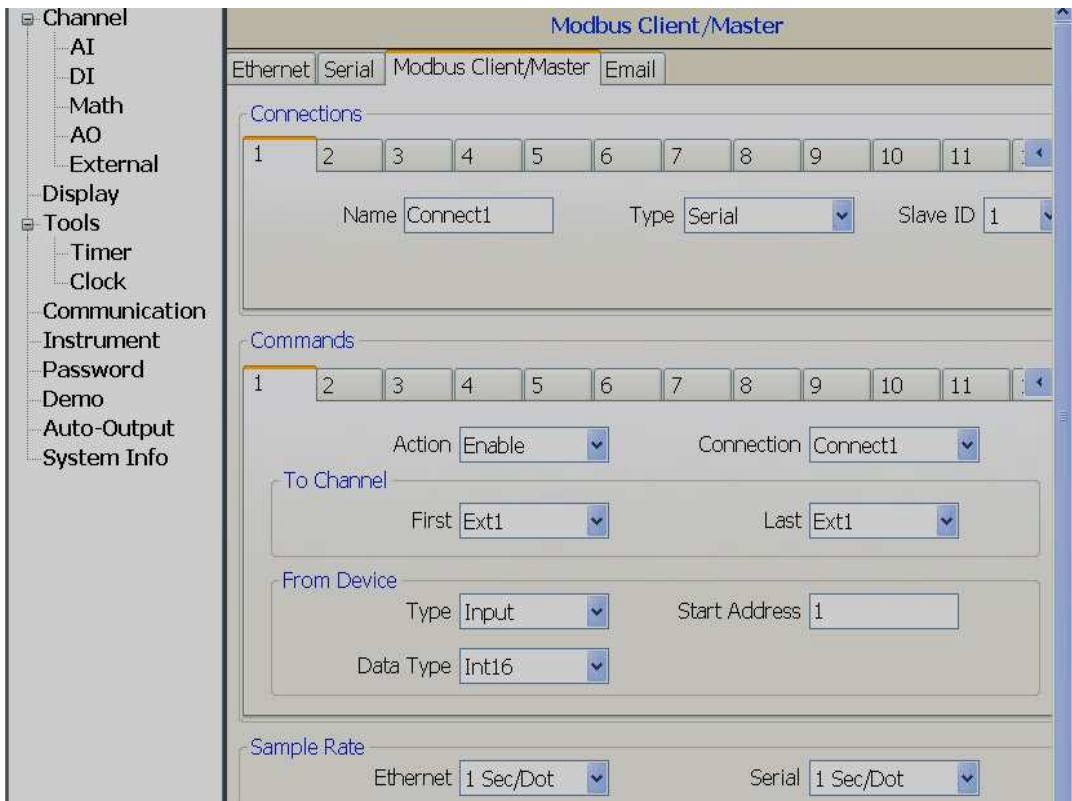 Channel
AI
DI
Math
AO
External
Display
Tools
Timer
Clock
Communication
Instrument
Password
Demo
Auto-Output
System Info
Modbus Client/Master
Ethernet Serial Modbus Client/Master Email
Connections
1 2 3 4 5 6 7 8 9 10 11
Name Connect1 Type Serial Slave ID 1
Commands
1 2 3 4 5 6 7 8 9 10 11
Action Enable Connection Connect1
To Channel
First Ext1 Last Ext1
From Device
Type Input Start Address 1
Data Type Int16
Sample Rate
Ethernet 1 Sec/Dot Serial 1 Sec/Dot